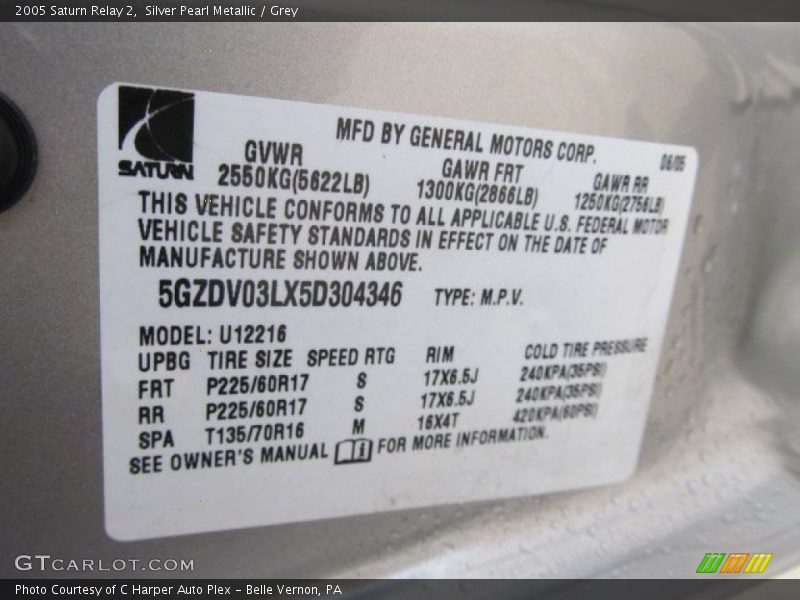 2005 Saturn Relay 2,  Silver Pearl Metallic / Grey
MFD BY GENERAL MOTORS CORP. 06/05
SATURN
GVWR GAWR FRT GAWR RR
2550KG(5622LB) 1300KG(2866LB) 1250KG(2756LB)
THIS VEHICLE CONFORMS TO ALL APPLICABLE U.S. FEDERAL MOTOR
VEHICLE SAFETY STANDARDS IN EFFECT ON THE DATE OF
MANUFACTURE SHOWN ABOVE.
5GZDV03LX5D304346 TYPE: M.P.V.
MODEL: U12216
UPBG TIRE SIZE SPEED RTG RIM COLD TIRE PRESSURE
FRT P225/60R17 S 17X6.5J 240KPA(35PSI)
RR P225/60R17 S 17X6.5J 240KPA(35PSI)
SPA T135/70R16 M 16X4T 420KPA(60PSI)
SEE OWNER'S MANUAL FOR MORE INFORMATION.
GTCARLOT.COM
Photo Courtesy of C Harper Auto Plex – Belle Vernon, PA